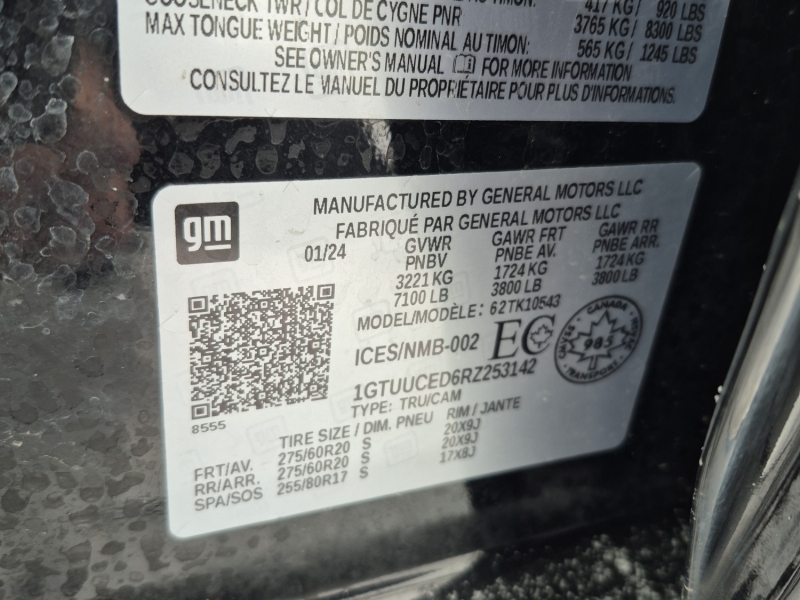 GOOSENECK TWR / COL DE CYGNE PNR 3765 KG / 8300 LBS
417 KG / 920 LBS
MAX TONGUE WEIGHT / POIDS NOMINAL AU TIMON: 565 KG / 1245 LBS
SEE OWNER'S MANUAL FOR MORE INFORMATION
CONSULTEZ LE MANUEL DU PROPRIÉTAIRE POUR PLUS D'INFORMATIONS.
gm
MANUFACTURED BY GENERAL MOTORS LLC
FABRIQUÉ PAR GENERAL MOTORS LLC
01/24 GVWR GAWR FRT GAWR RR
PNBV PNBE AV. PNBE ARR.
3221 KG 1724 KG 1724 KG
7100 LB 3800 LB 3800 LB
MODEL/MODÈLE: 62TK10543
ICES/NMB-002 EC
CANADA
985
1GTUUCED6RZ253142
TYPE: TRU/CAM
8555
TIRE SIZE / DIM. PNEU RIM / JANTE
FRT/AV. 275/60R20 S 20X9J
RR/ARR. 275/60R20 S 20X9J
SPA/SOS 255/80R17 S 17X8J